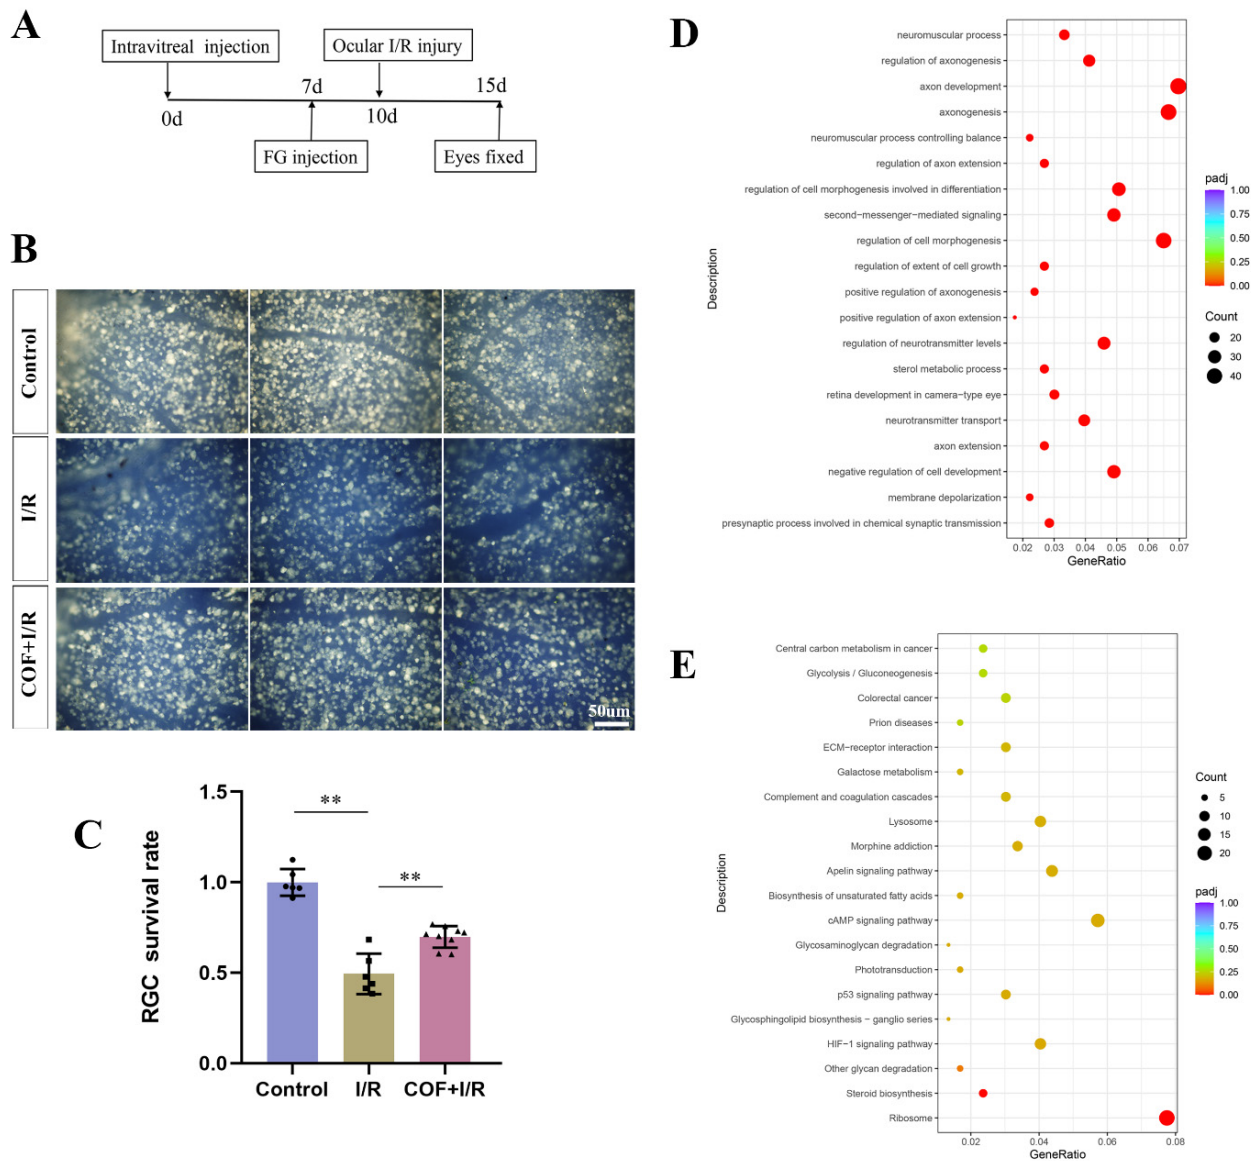 A
Intravitreal injection
Ocular I/R injury
7d
15d
0d
10d
FG injection
Eyes fixed
B
Control
I/R
COF+I/R
50um
C
RGC survival rate
1.5
1.0
0.5
0.0
**
**
Control
I/R
COF+I/R
D
Description
neuromuscular process
regulation of axonogenesis
axon development
axonogenesis
neuromuscular process controlling balance
regulation of axon extension
regulation of cell morphogenesis involved in differentiation
second−messenger−mediated signaling
regulation of cell morphogenesis
regulation of extent of cell growth
positive regulation of axonogenesis
positive regulation of axon extension
regulation of neurotransmitter levels
sterol metabolic process
retina development in camera−type eye
neurotransmitter transport
axon extension
negative regulation of cell development
membrane depolarization
presynaptic process involved in chemical synaptic transmission
0.02 0.03 0.04 0.05 0.06 0.07
GeneRatio
padj
1.00
0.75
0.50
0.25
0.00
Count
20
30
40
E
Description
Central carbon metabolism in cancer
Glycolysis / Gluconeogenesis
Colorectal cancer
Prion diseases
ECM−receptor interaction
Galactose metabolism
Complement and coagulation cascades
Lysosome
Morphine addiction
Apelin signaling pathway
Biosynthesis of unsaturated fatty acids
cAMP signaling pathway
Glycosaminoglycan degradation
Phototransduction
p53 signaling pathway
Glycosphingolipid biosynthesis − ganglio series
HIF−1 signaling pathway
Other glycan degradation
Steroid biosynthesis
Ribosome
0.02 0.04 0.06 0.08
GeneRatio
Count
5
10
15
20
padj
1.00
0.75
0.50
0.25
0.00